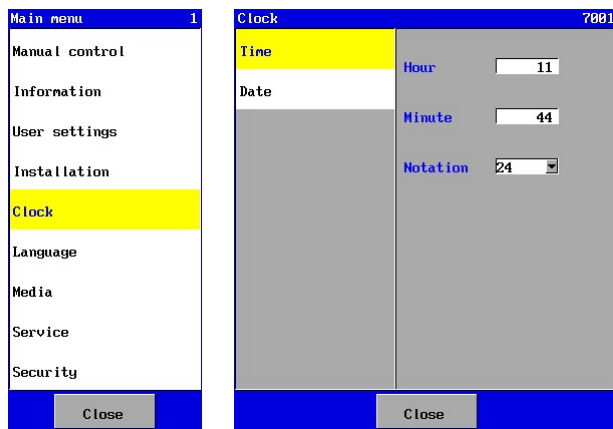 Main menu 1
Manual control
Information
User settings
Installation
Clock
Language
Media
Service
Security
Close
Clock 7001
Time
Date
Hour 11
Minute 44
Notation 24
Close